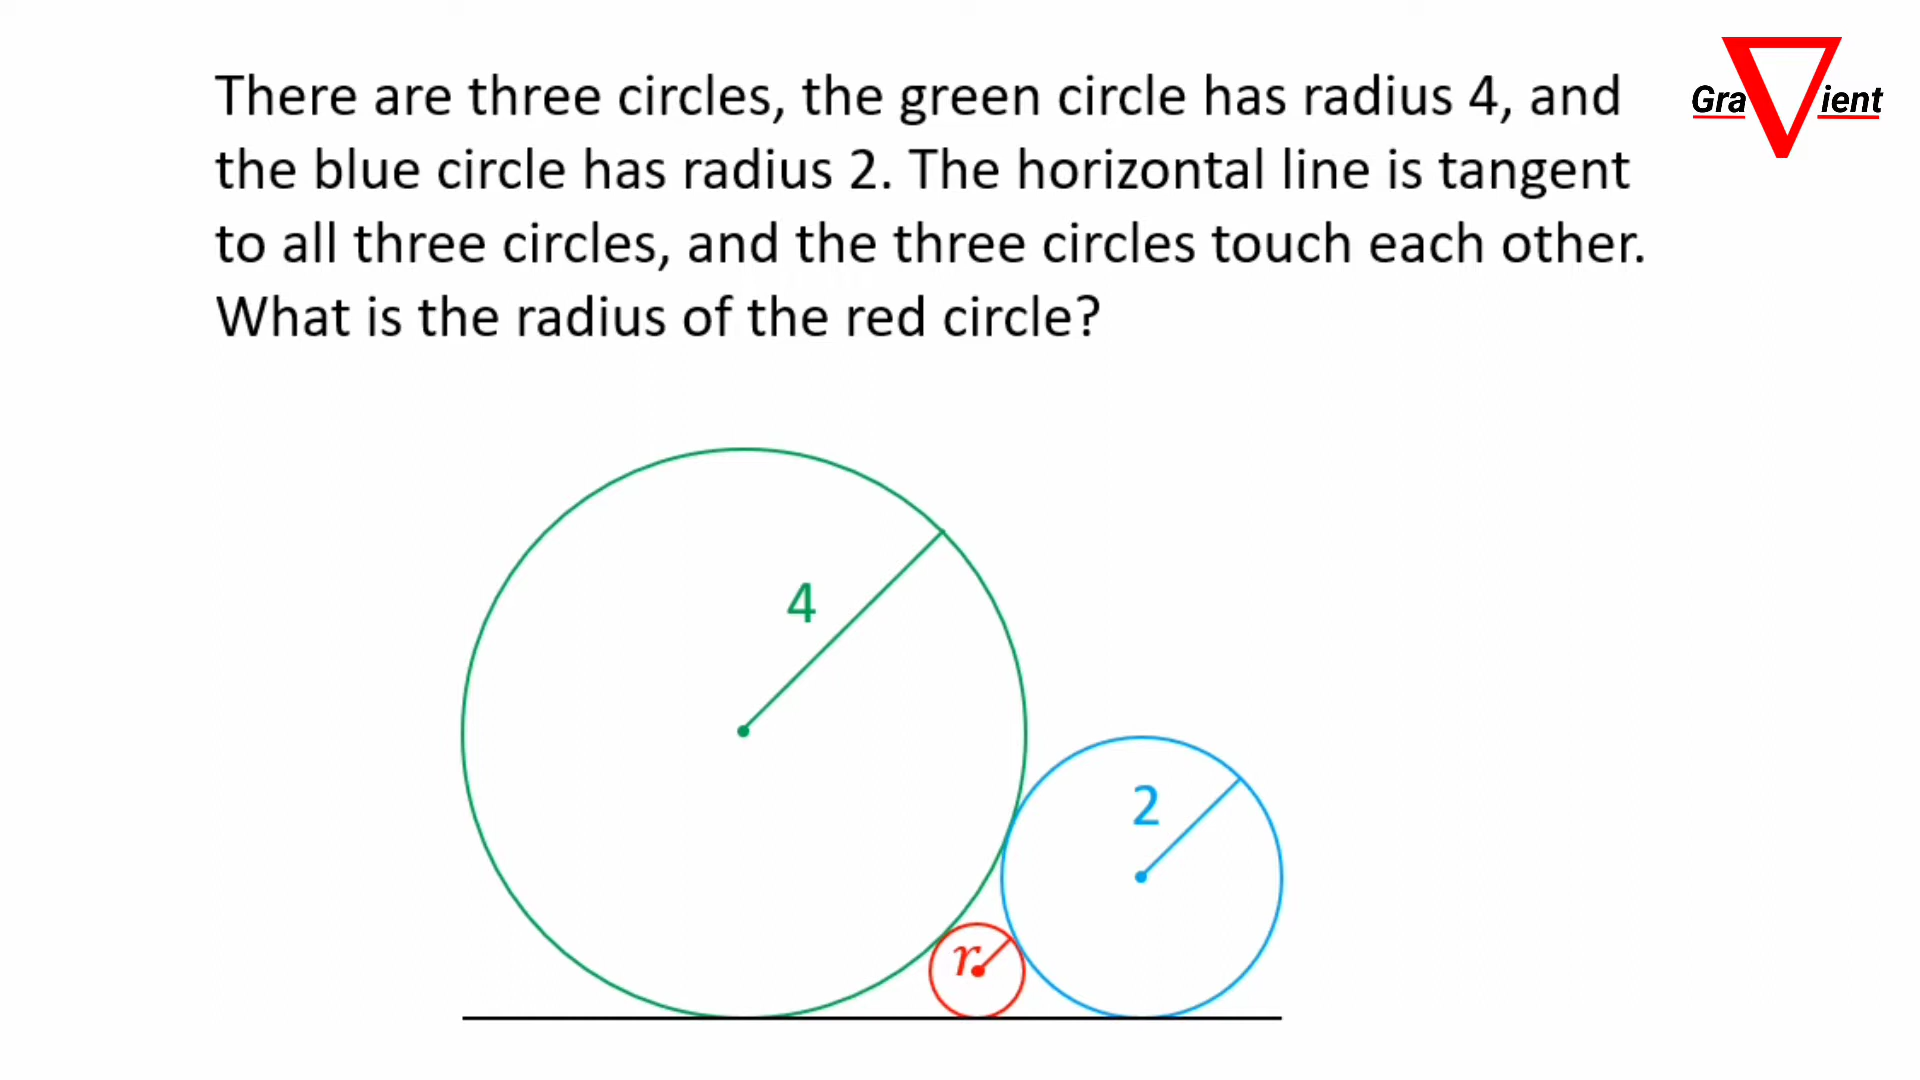 There are three circles, the green circle has radius 4, and
the blue circle has radius 2. The horizontal line is tangent
to all three circles, and the three circles touch each other.
What is the radius of the red circle?
Gra ient
4
2
r